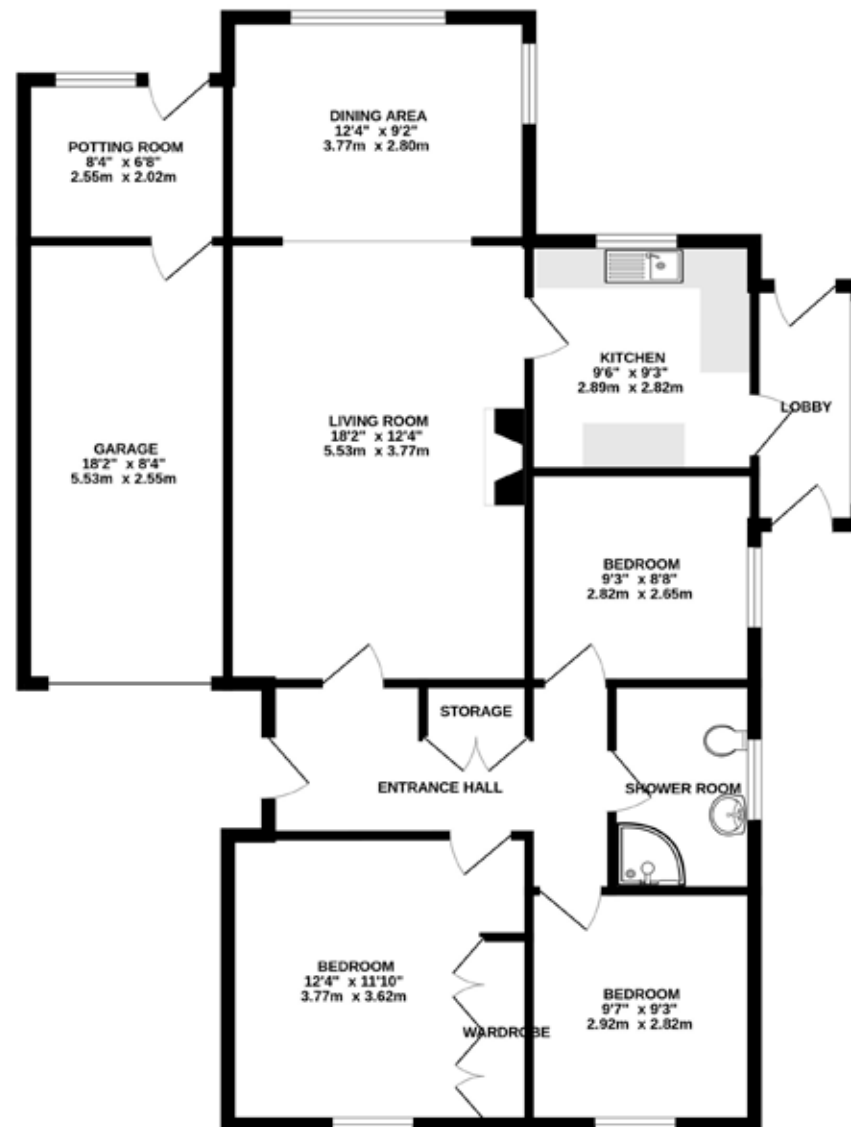 DINING AREA
12'4" x 9'2"
3.77m x 2.80m
POTTING ROOM
8'4" x 6'8"
2.55m x 2.02m
KITCHEN
9'6" x 9'3"
2.89m x 2.82m
LOBBY
LIVING ROOM
18'2" x 12'4"
5.53m x 3.77m
GARAGE
18'2" x 8'4"
5.53m x 2.55m
BEDROOM
9'3" x 8'8"
2.82m x 2.65m
STORAGE
ENTRANCE HALL
SHOWER ROOM
BEDROOM
12'4" x 11'10"
3.77m x 3.62m
WARDROBE
BEDROOM
9'7" x 9'3"
2.92m x 2.82m